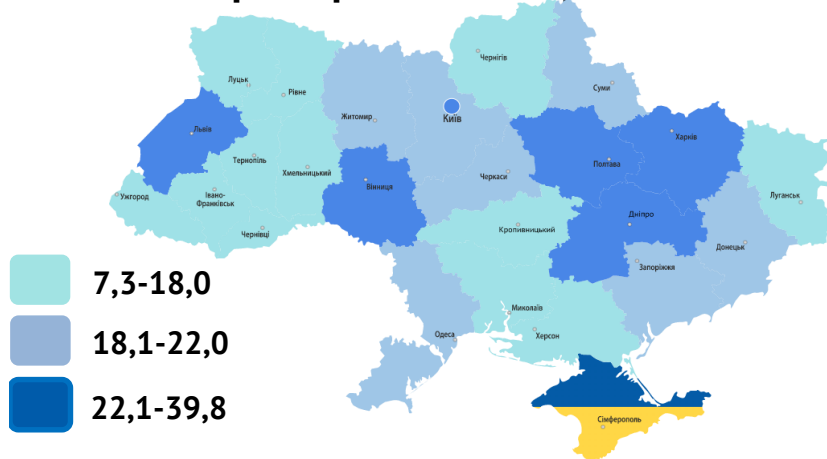 Чернігів
Луцьк
Рівне
Суми
Житомир
Київ
Львів
Харків
Тернопіль
Полтава
Хмельницький
Черкаси
Вінниця
Ужгород
Івано-
Франківськ
Луганськ
Дніпро
Кропивницький
Чернівці
Донецьк
Запоріжжя
7,3-18,0
Миколаїв
Одеса
Херсон
18,1-22,0
22,1-39,8
Сімферополь